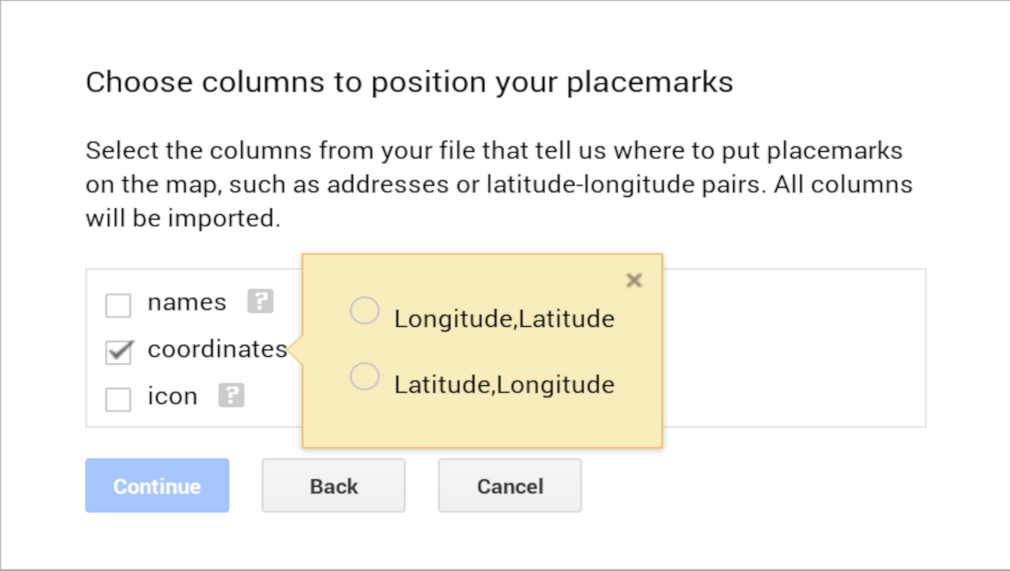 Choose columns to position your placemarks
Select the columns from your file that tell us where to put placemarks
on the map, such as addresses or latitude-longitude pairs. All columns
will be imported.
names ?
coordinates
icon ?
×
Longitude,Latitude
Latitude,Longitude
Continue Back Cancel